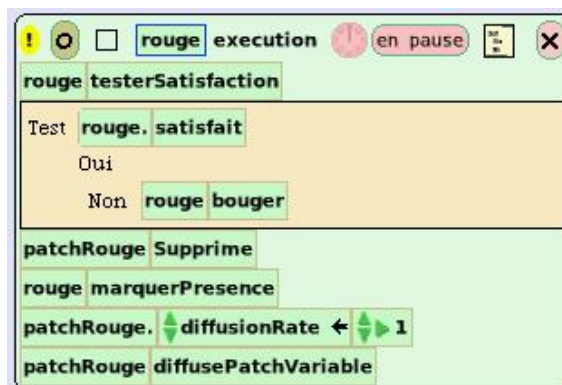 ! rouge execution en pause
rouge testerSatisfaction
Test rouge. satisfait
Oui
Non rouge bouger
patchRouge Supprime
rouge marquerPresence
patchRouge. diffusionRate ← 1
patchRouge diffusePatchVariable